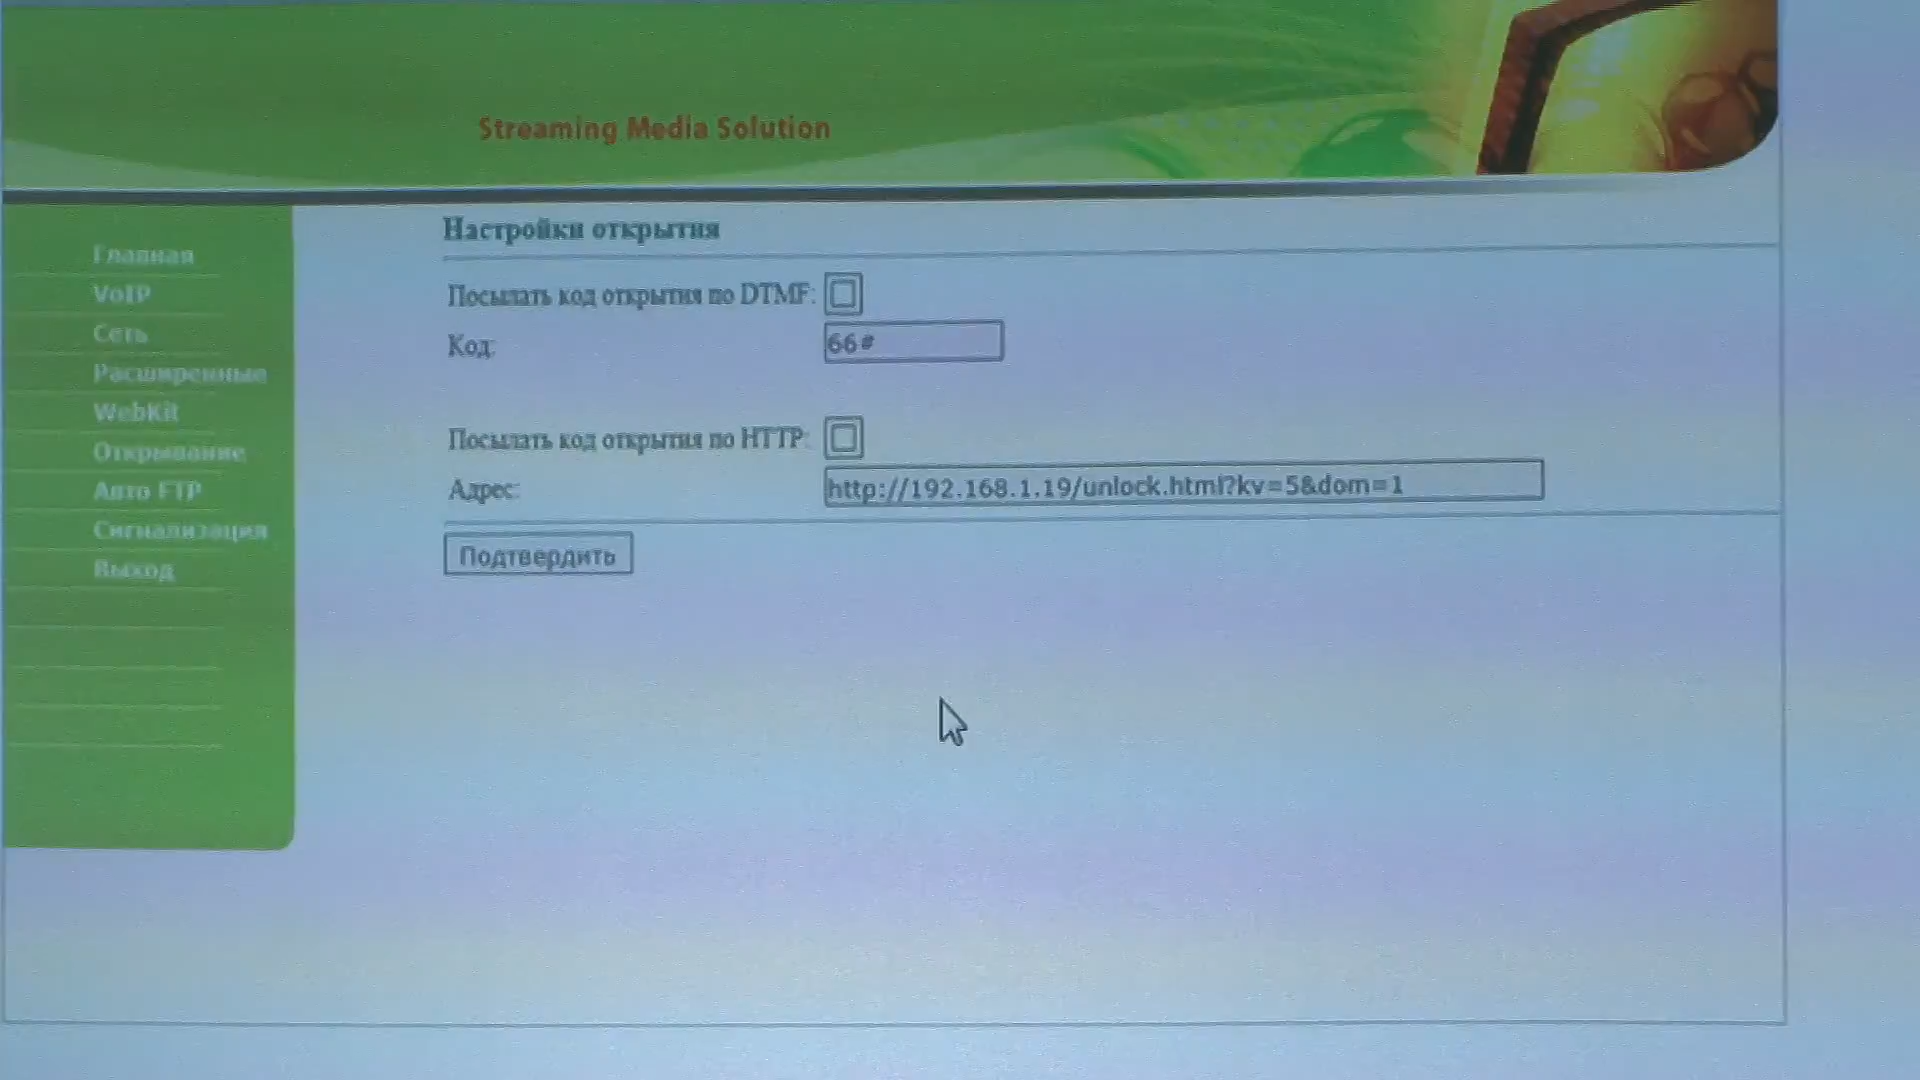 Streaming Media Solution
Главная
VoIP
Сеть
Расширенные
WebKit
Открывание
Авто FTP
Сигнализация
Выход
Настройки открытия
Посылать код открытия по DTMF:
Код: 66#
Посылать код открытия по HTTP:
Адрес: http://192.168.1.19/unlock.html?kv=5&dom=1
Подтвердить